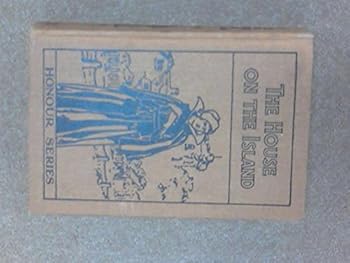 THE HOUSE
ON THE ISLAND
HONOUR SERIES